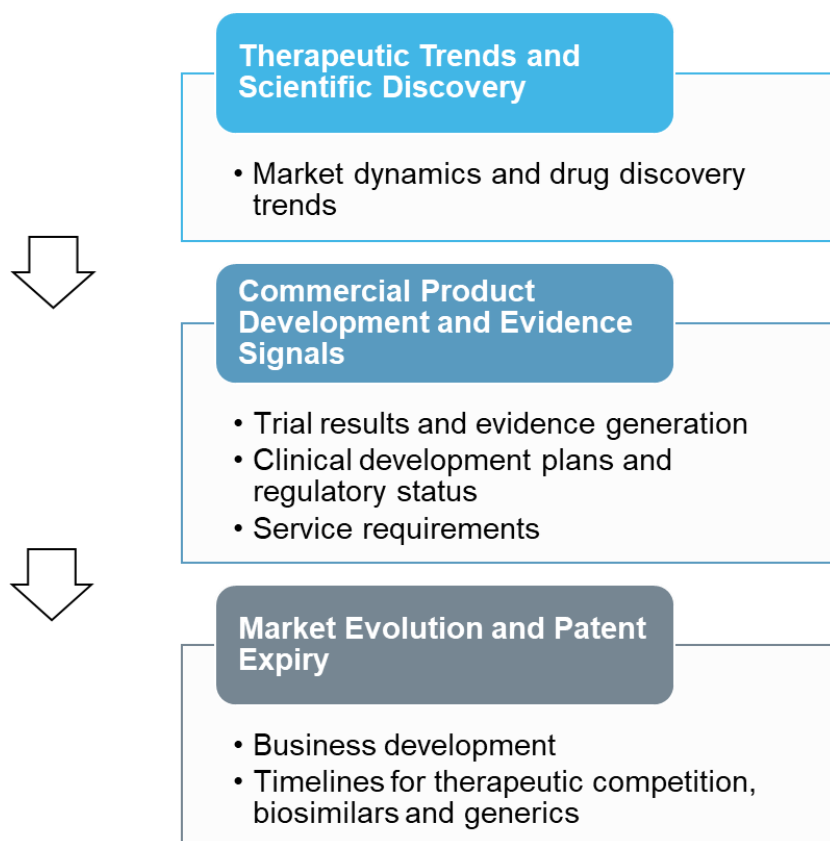 Therapeutic Trends and
Scientific Discovery
• Market dynamics and drug discovery
trends
Commercial Product
Development and Evidence
Signals
• Trial results and evidence generation
• Clinical development plans and
regulatory status
• Service requirements
Market Evolution and Patent
Expiry
• Business development
• Timelines for therapeutic competition,
biosimilars and generics